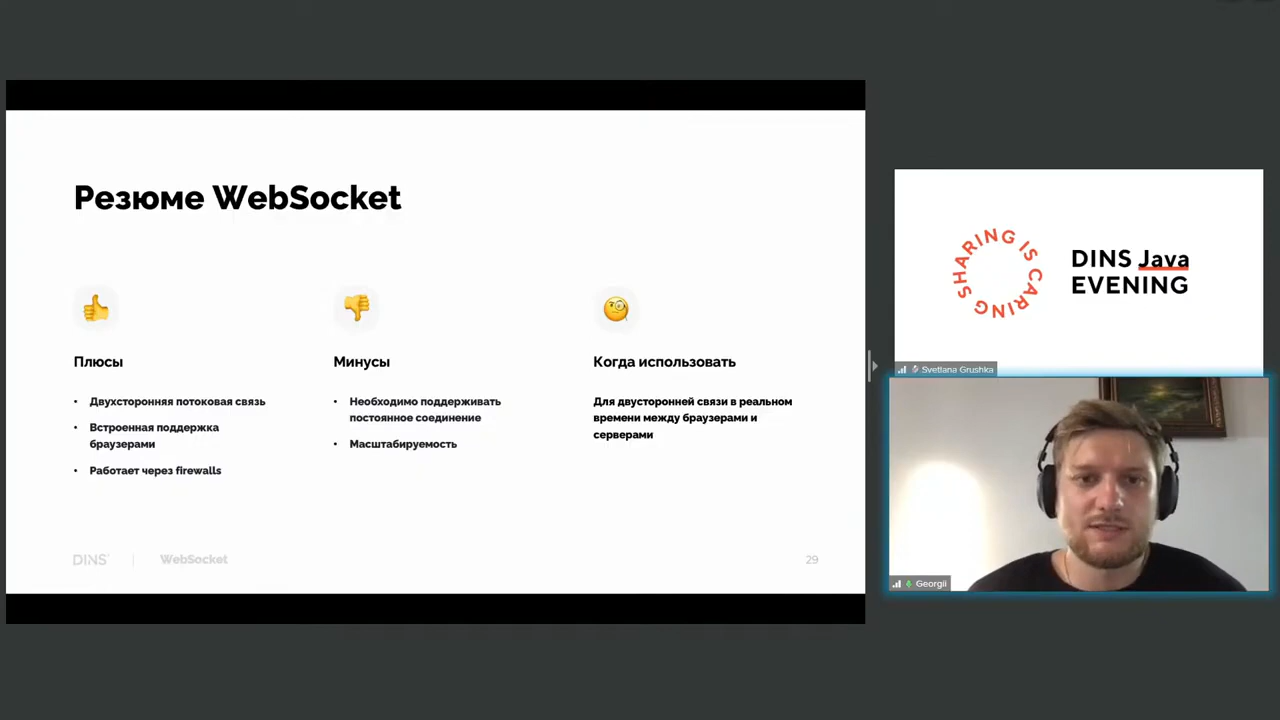 Резюме WebSocket
Плюсы
• Двухсторонняя потоковая связь
• Встроенная поддержка
браузерами
• Работает через firewalls
Минусы
• Необходимо поддерживать
постоянное соединение
• Масштабируемость
Когда использовать
Для двусторонней связи в реальном
времени между браузерами и
серверами
DINS
WebSocket
29
SHARING IS CARING
DINS Java
EVENING
Svetlana Grushka
Georgii